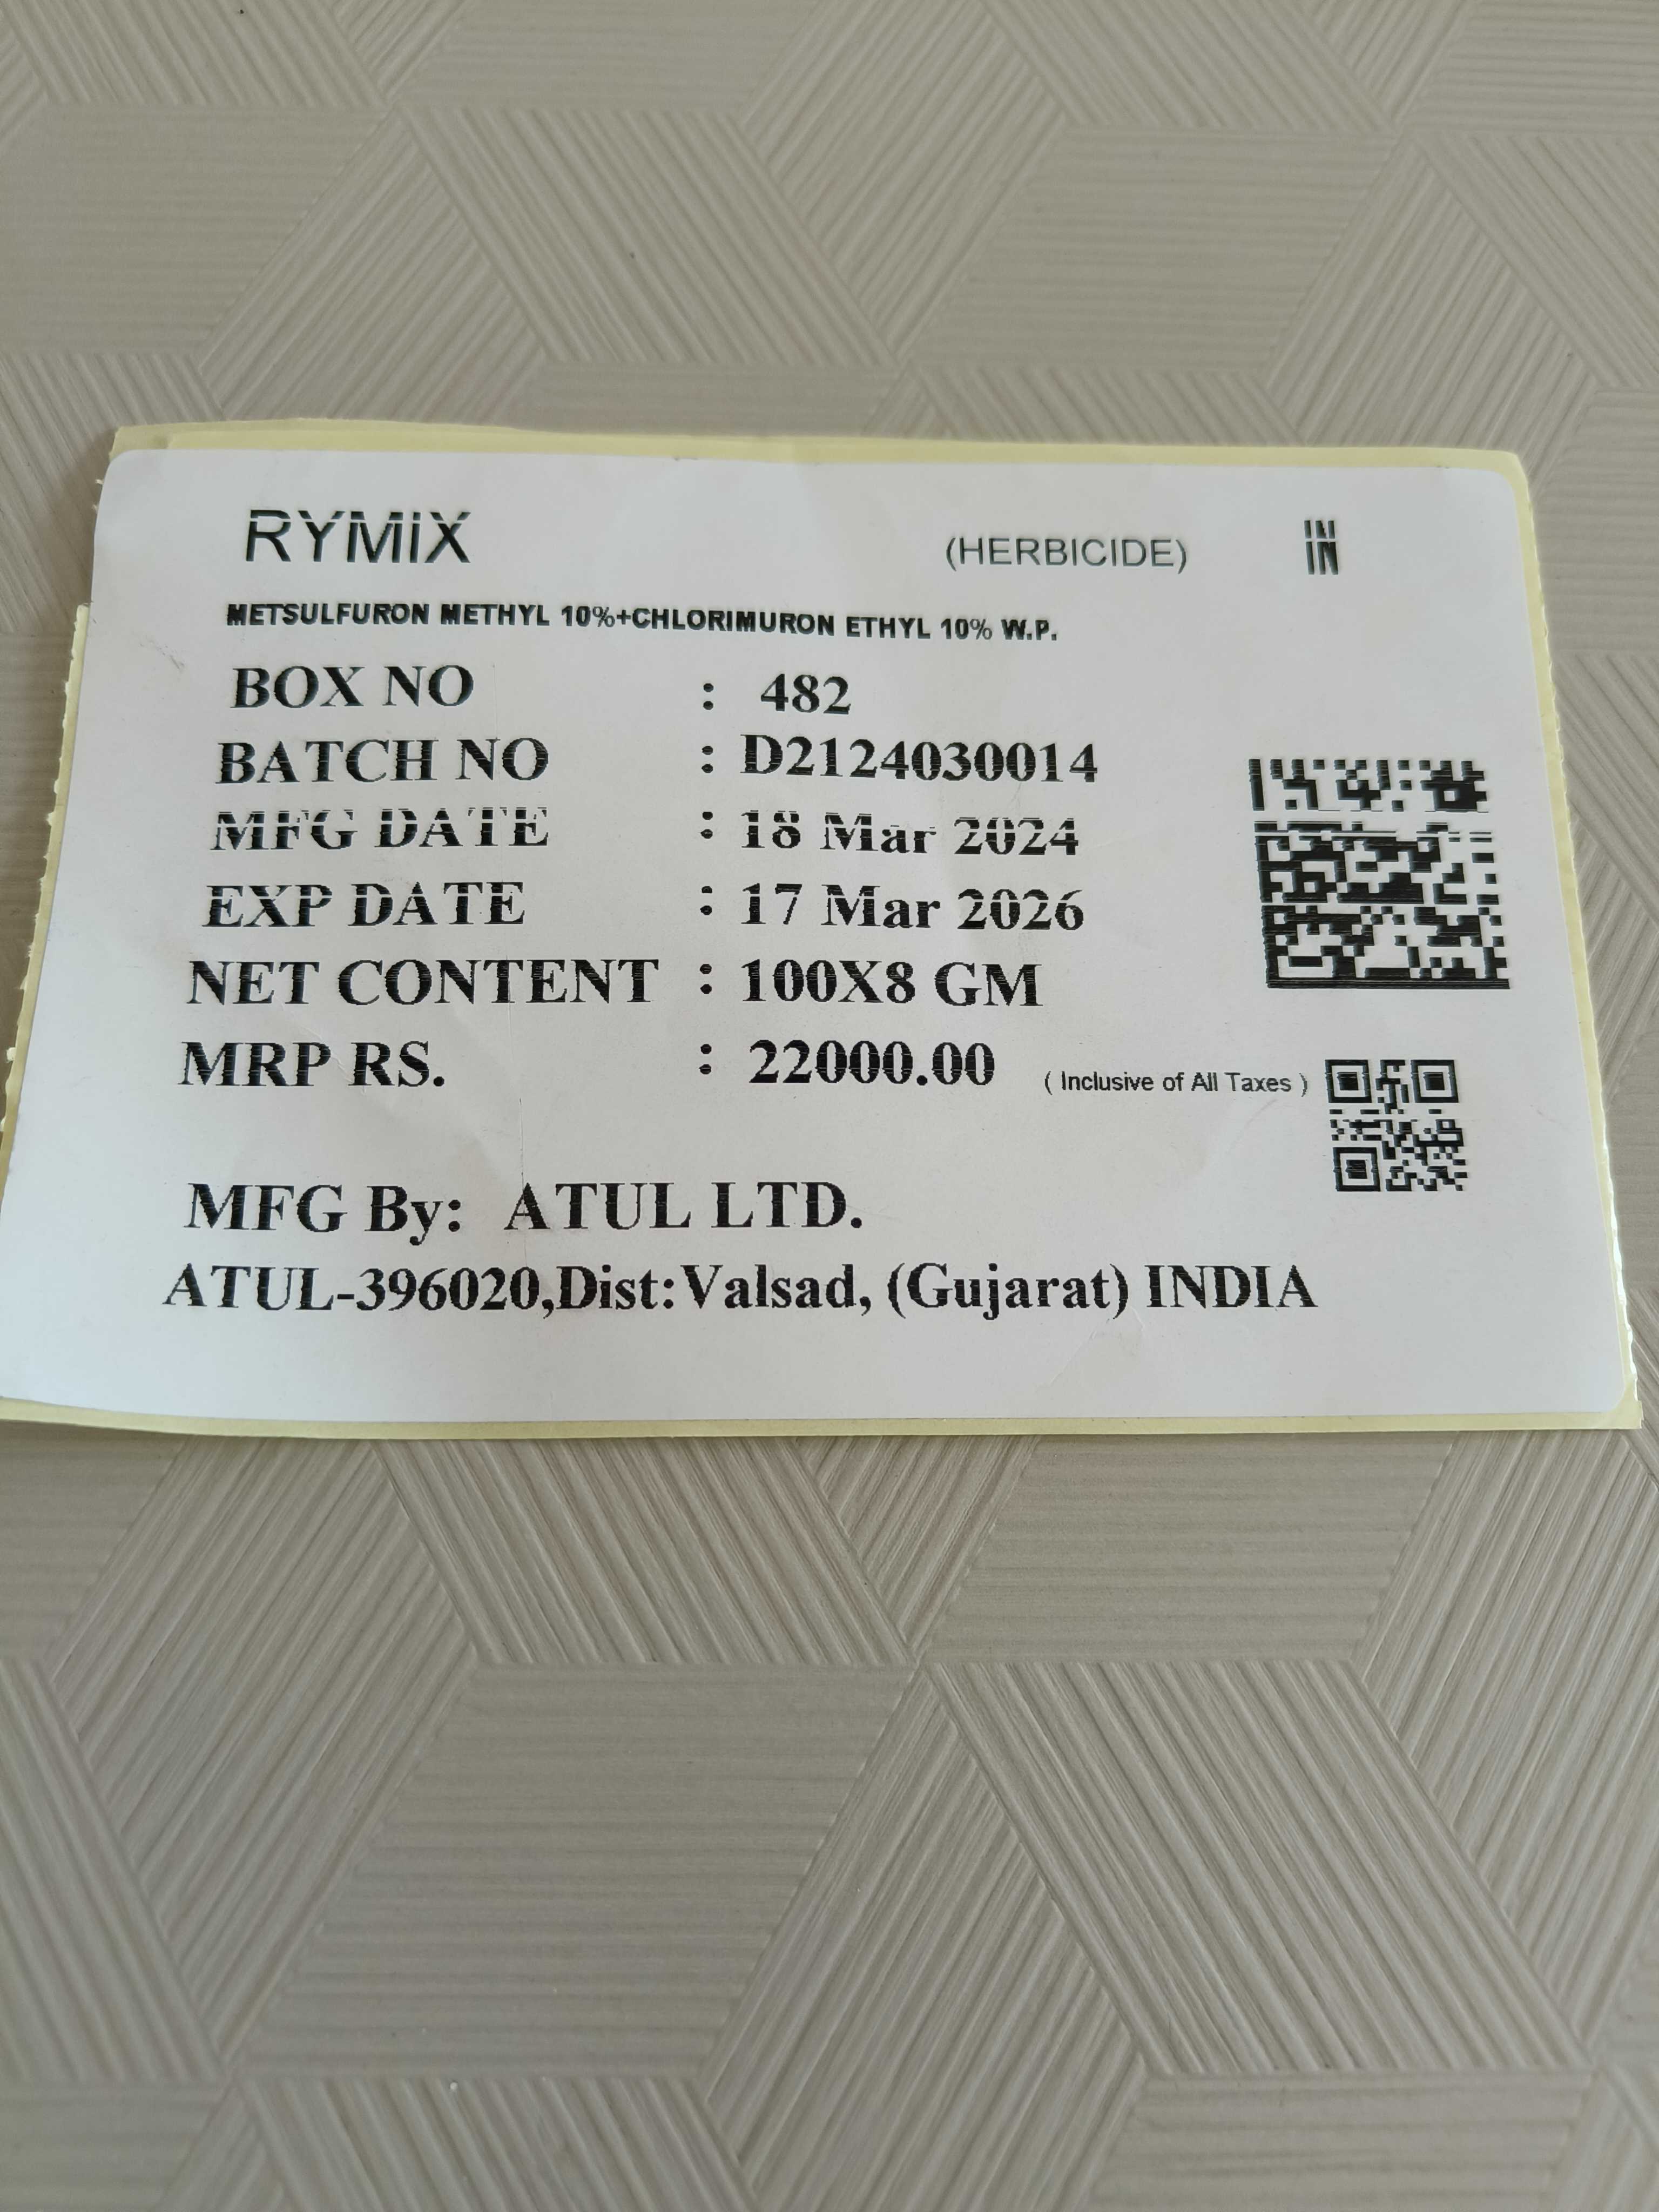 RYMiX (HERBICIDE) IN
METSULFURON METHYL 10%+CHLORIMURON ETHYL 10% W.P.
BOX NO : 482
BATCH NO : D2124030014
MFG DATE : 18 Mar 2024
EXP DATE : 17 Mar 2026
NET CONTENT : 100X8 GM
MRP RS. : 22000.00 ( Inclusive of All Taxes )
MFG By: ATUL LTD.
ATUL-396020,Dist:Valsad, (Gujarat) INDIA